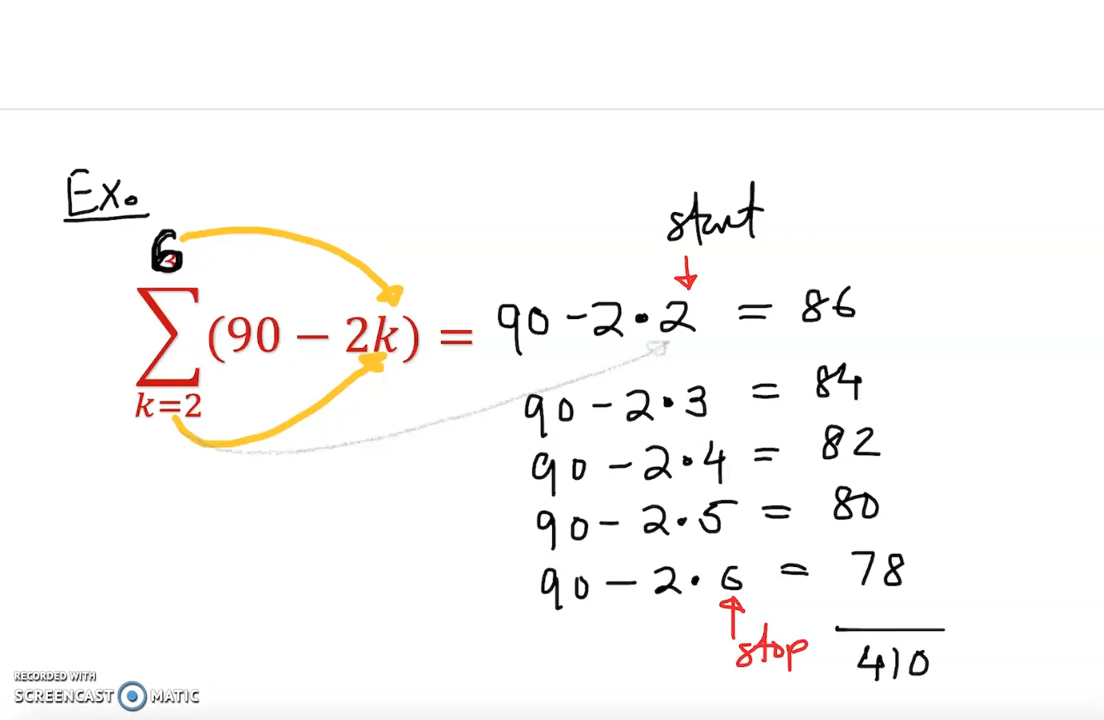 Ex.
start
6
∑ (90 − 2k) = 90 - 2 · 2 = 86
k=2
90 - 2 · 3 = 84
90 - 2 · 4 = 82
90 - 2 · 5 = 80
90 - 2 · 6 = 78
stop
410
RECORDED WITH
SCREENCAST MATIC